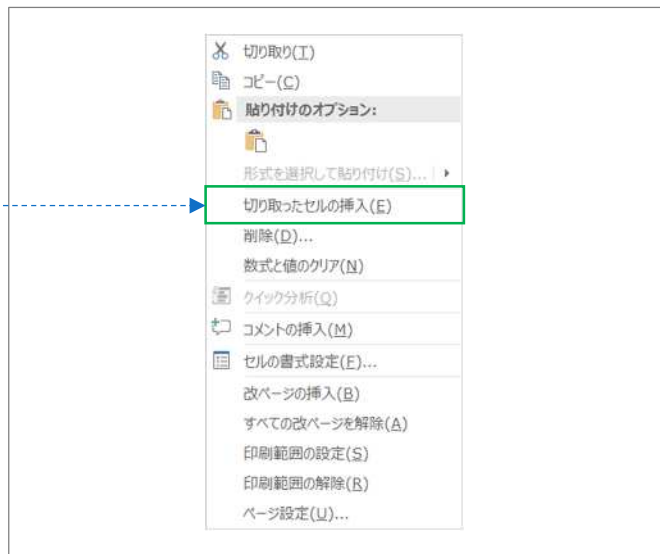 切り取り(T)
コピー(C)
貼り付けのオプション:
形式を選択して貼り付け(S)...
切り取ったセルの挿入(E)
削除(D)...
数式と値のクリア(N)
クイック分析(Q)
コメントの挿入(M)
セルの書式設定(F)...
改ページの挿入(B)
すべての改ページを解除(A)
印刷範囲の設定(S)
印刷範囲の解除(R)
ページ設定(U)...